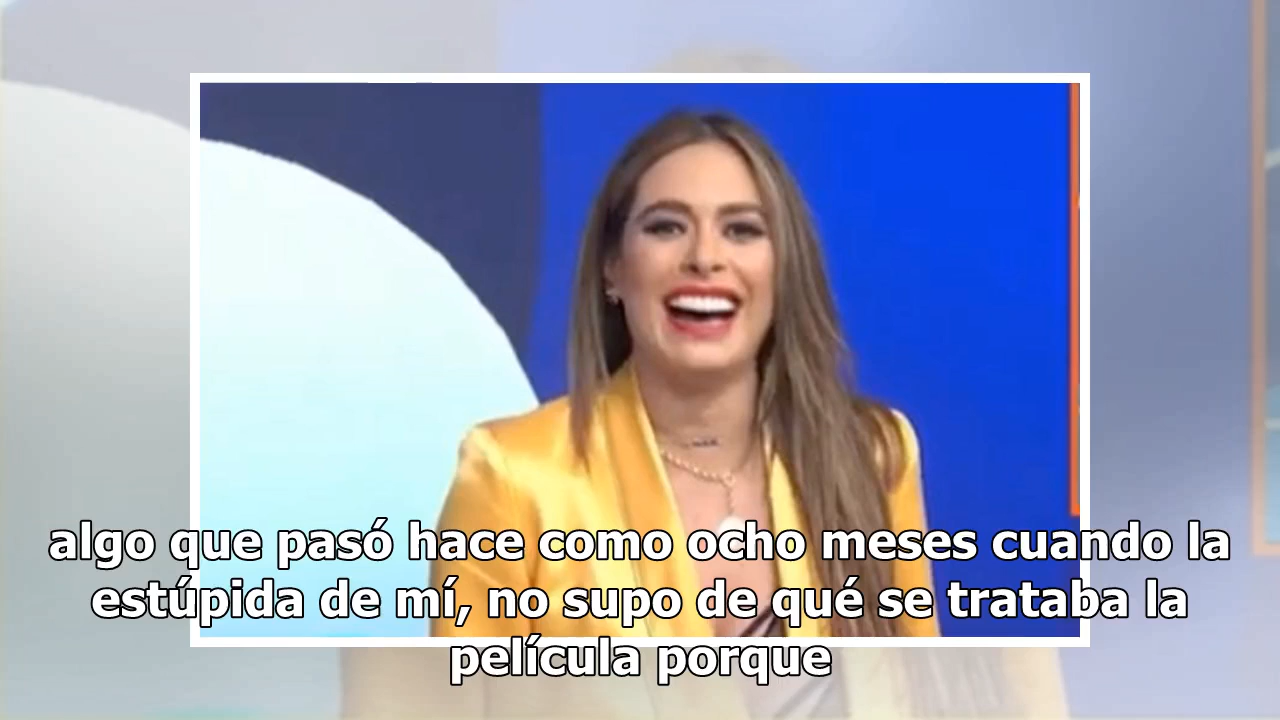 algo que pasó hace como ocho meses cuando la
estúpida de mí, no supo de qué se trataba la
película porque